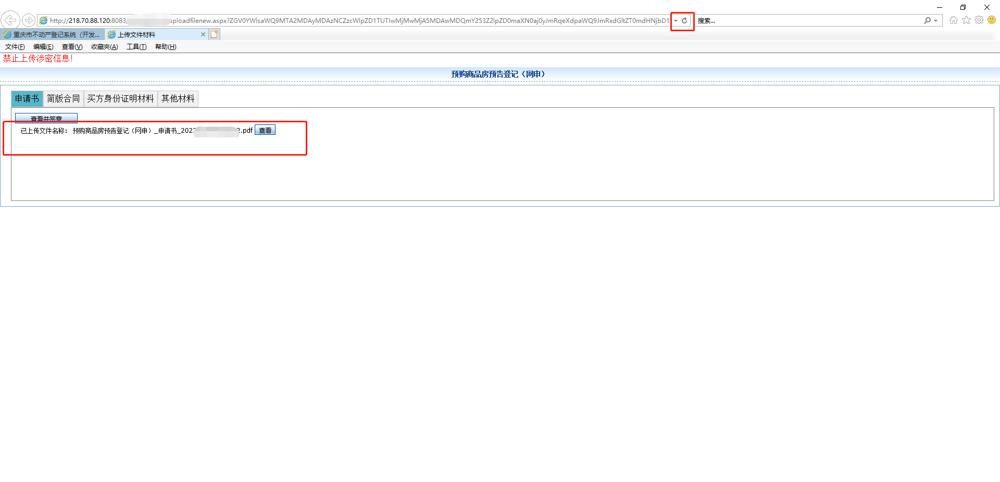 http://218.70.88.120:8083/ploadfilenew.aspx?ZGV0YWlsaWQ9MTA2MDAyMDAzNCZzcWlpZD1TUTIwMjMwMjA5MDAwMDQmY253Z2lpZD0maXN0aj0yJmRqeXdpaWQ9JmRxdGltZT0mdHNjbD1 搜索...
重庆市不动产登记系统（开发... 上传文件材料
文件(F) 编辑(E) 查看(V) 收藏夹(A) 工具(T) 帮助(H)
禁止上传涉密信息!
预购商品房预告登记（网申）
申请书 简版合同 买方身份证明材料 其他材料
查看并签章
已上传文件名称: 预购商品房预告登记（网申）_申请书_202 2.pdf 查看